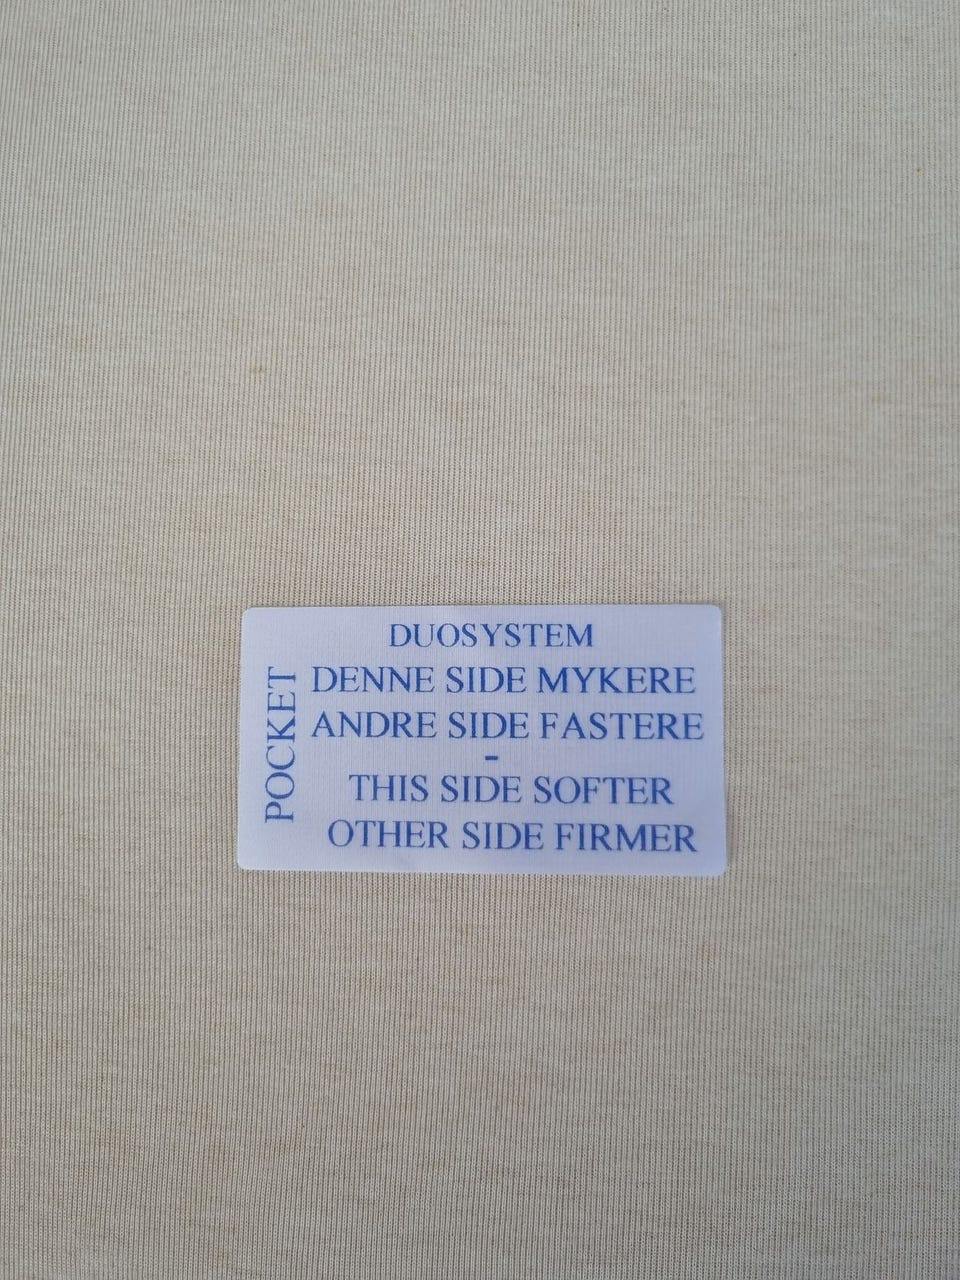 POCKET
DUOSYSTEM
DENNE SIDE MYKERE
ANDRE SIDE FASTERE
-
THIS SIDE SOFTER
OTHER SIDE FIRMER